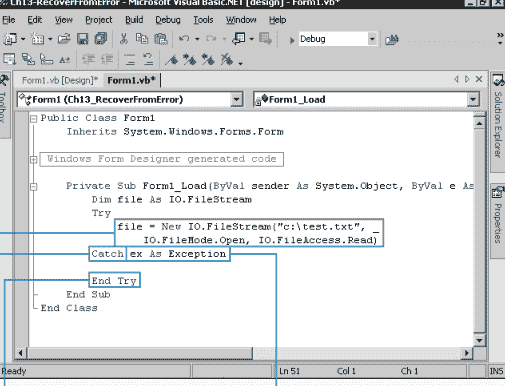 Ch13-RecoverFromError - Microsoft Visual Basic.NET [design] - Form1.vb*
File Edit View Project Build Debug Tools Window Help
Debug
Form1.vb [Design]* Form1.vb*
Form1 (Ch13_RecoverFromError) Form1_Load
Public Class Form1
Inherits System.Windows.Forms.Form
Windows Form Designer generated code
Private Sub Form1_Load(ByVal sender As System.Object, ByVal e As
Dim file As IO.FileStream
Try
file = New IO.FileStream("c:\test.txt", _
IO.FileMode.Open, IO.FileAccess.Read)
Catch ex As Exception
End Try
End Sub
End Class
Toolbox
Solution Explorer
Properties
Ready Ln 51 Col 1 Ch 1 INS